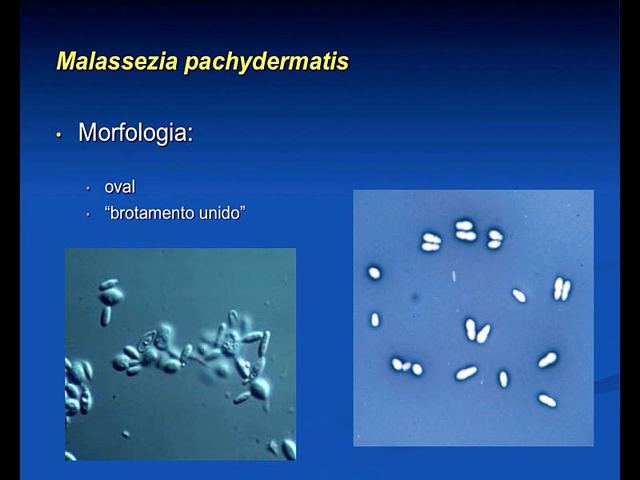 Malassezia pachydermatis
• Morfologia:
• oval
• “brotamento unido”